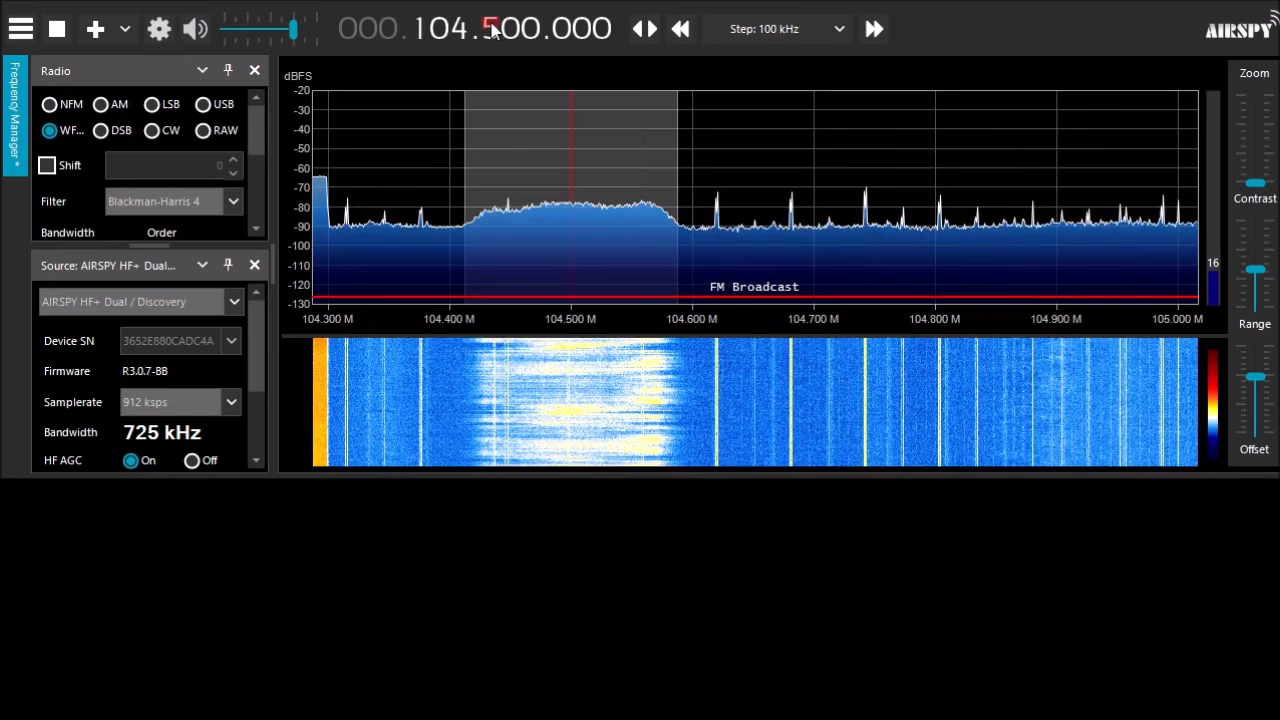 000.104.500.000
Step: 100 kHz
AIRSPY
Frequency Manager *
Radio
NFM AM LSB USB
WF... DSB CW RAW
Shift 0
Filter Blackman-Harris 4
Bandwidth Order
Source: AIRSPY HF+ Dual...
AIRSPY HF+ Dual / Discovery
Device SN 3652E880CADC4A
Firmware R3.0.7-BB
Samplerate 912 ksps
Bandwidth 725 kHz
HF AGC On Off
dBFS
-20
-30
-40
-50
-60
-70
-80
-90
-100
-110
-120
-130
FM Broadcast
104.300 M 104.400 M 104.500 M 104.600 M 104.700 M 104.800 M 104.900 M 105.000 M
16
Zoom
Contrast
Range
Offset